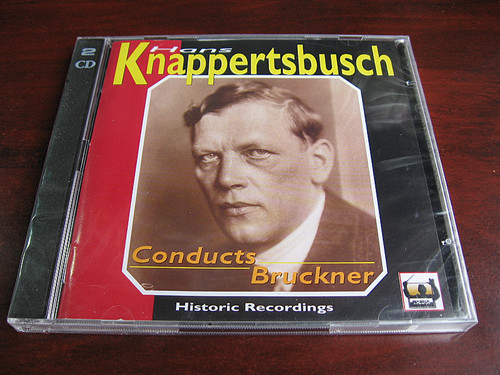 2
CD
Hans
Knappertsbusch
Conducts
Bruckner
Historic Recordings